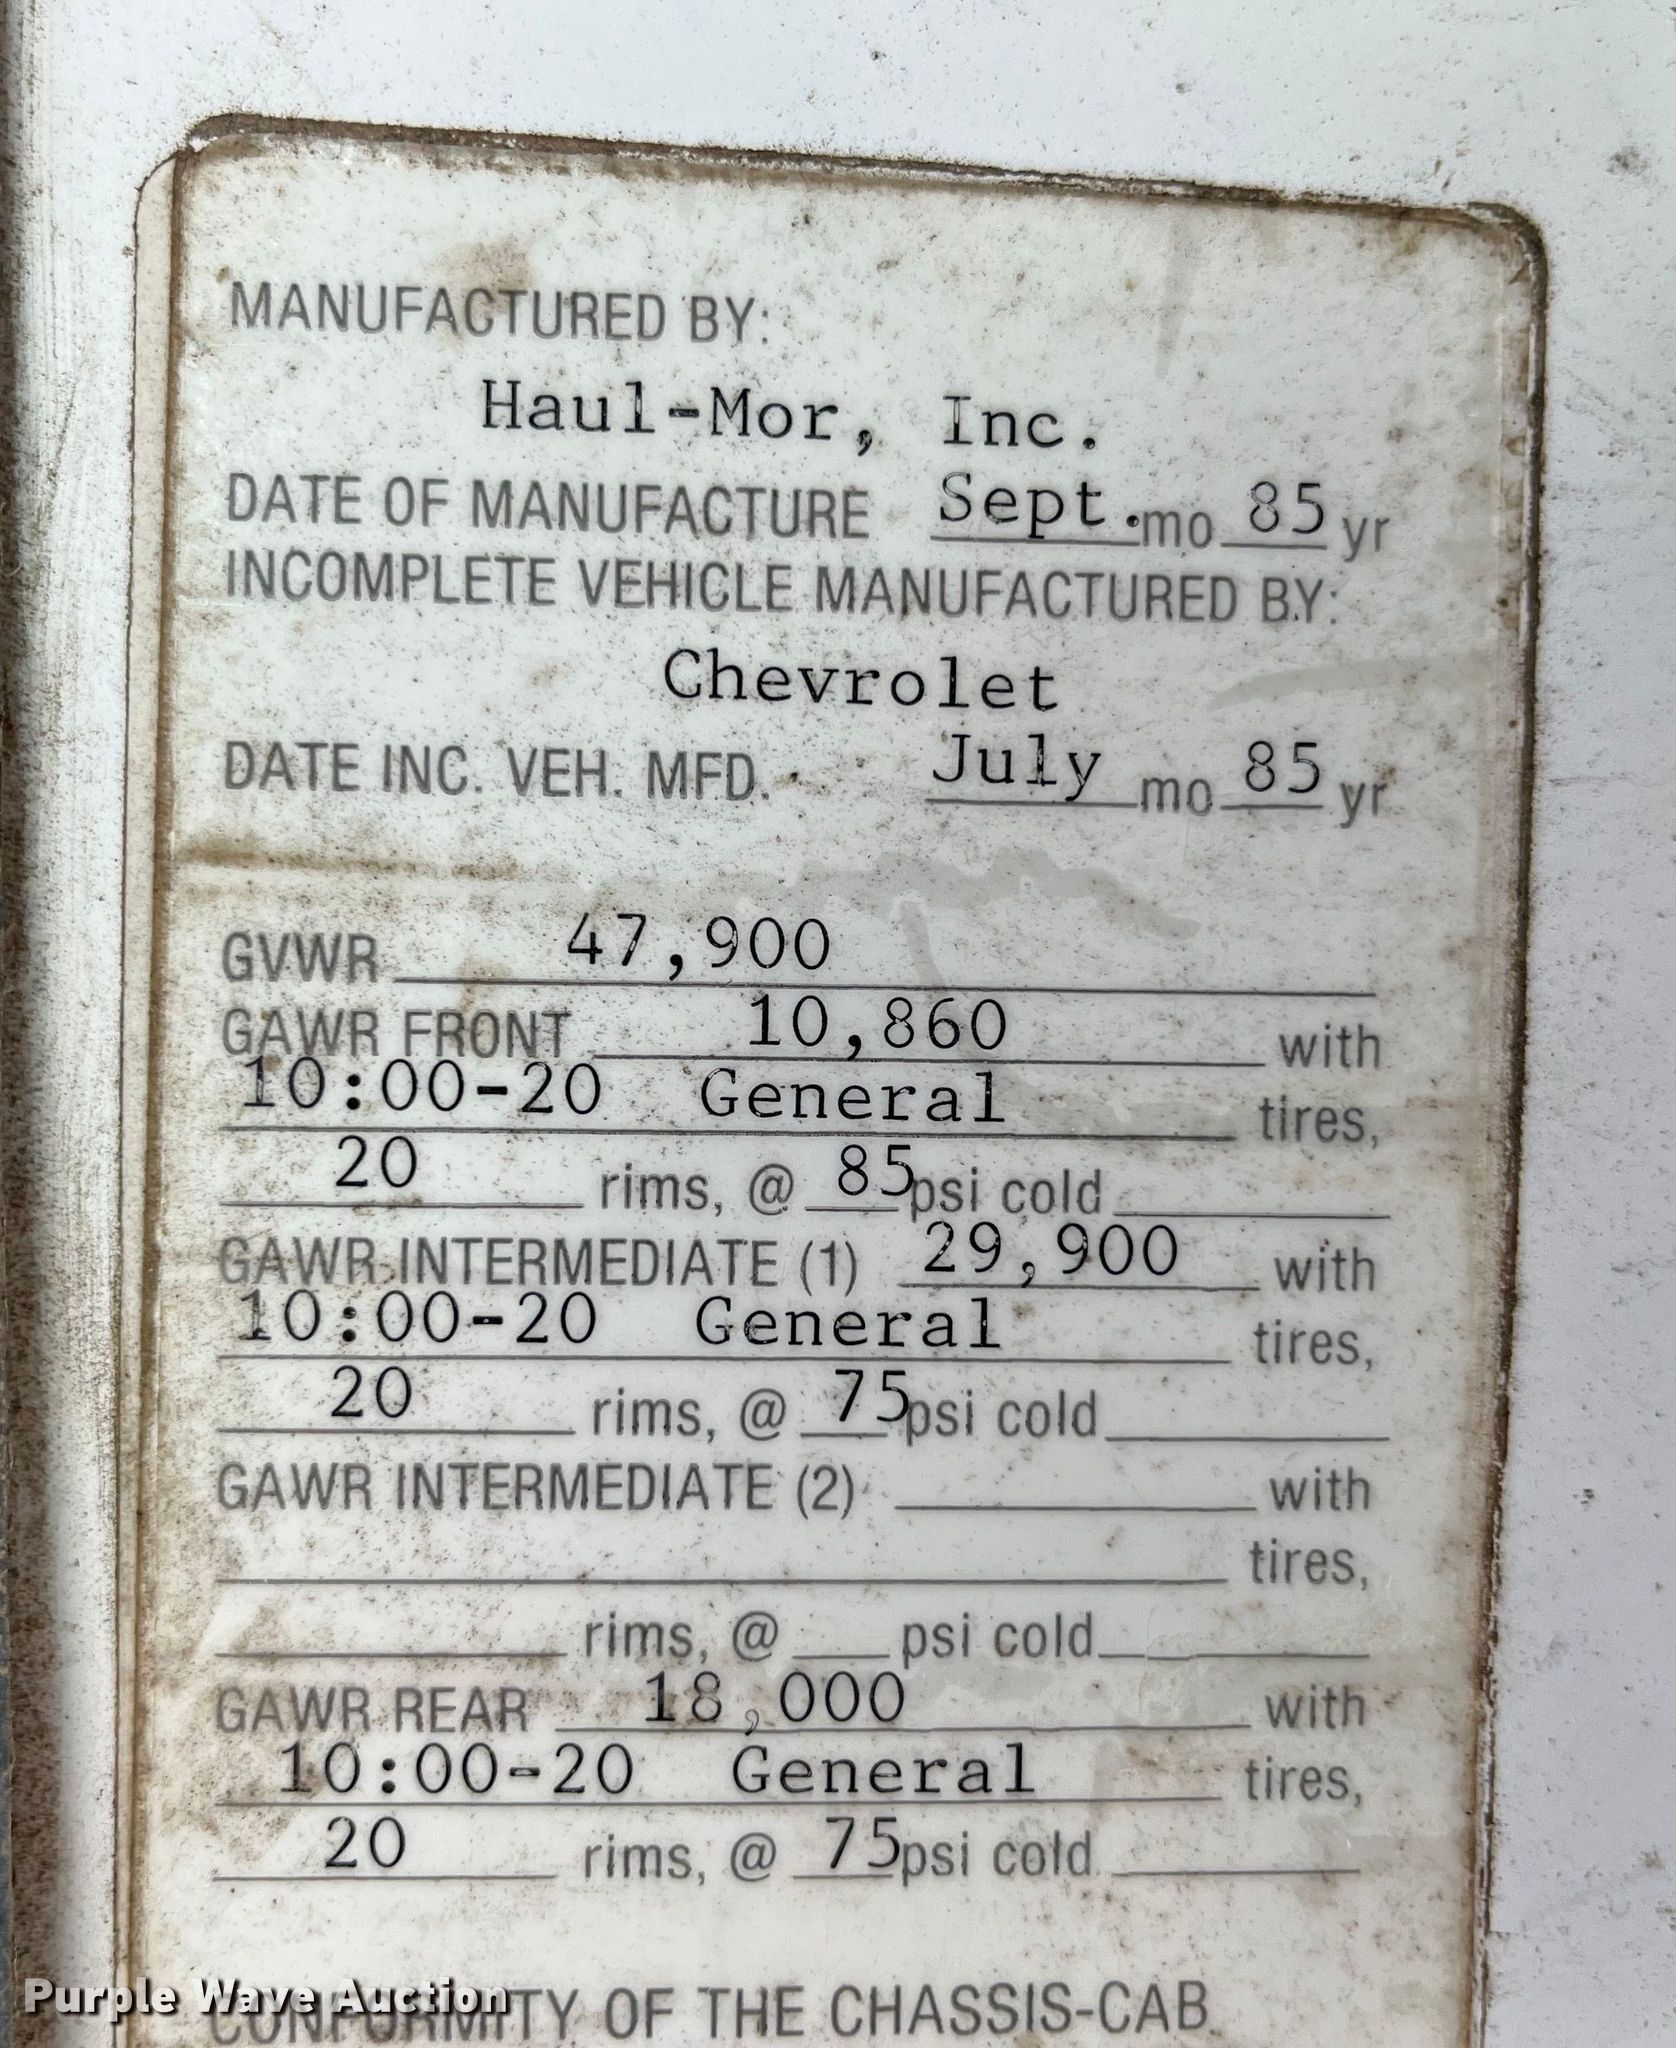 MANUFACTURED BY:
Haul-Mor, Inc.
DATE OF MANUFACTURE Sept. mo 85 yr
INCOMPLETE VEHICLE MANUFACTURED BY:
Chevrolet
DATE INC. VEH. MFD. July mo 85 yr
GVWR 47,900
GAWR FRONT 10,860 with
10:00-20 General tires,
20 rims, @ 85 psi cold
GAWR INTERMEDIATE (1) 29,900 with
10:00-20 General tires,
20 rims, @ 75 psi cold
GAWR INTERMEDIATE (2) with
tires,
rims, @ psi cold
GAWR REAR 18,000 with
10:00-20 General tires,
20 rims, @ 75 psi cold
CONFORMITY OF THE CHASSIS-CAB
Purple Wave Auction